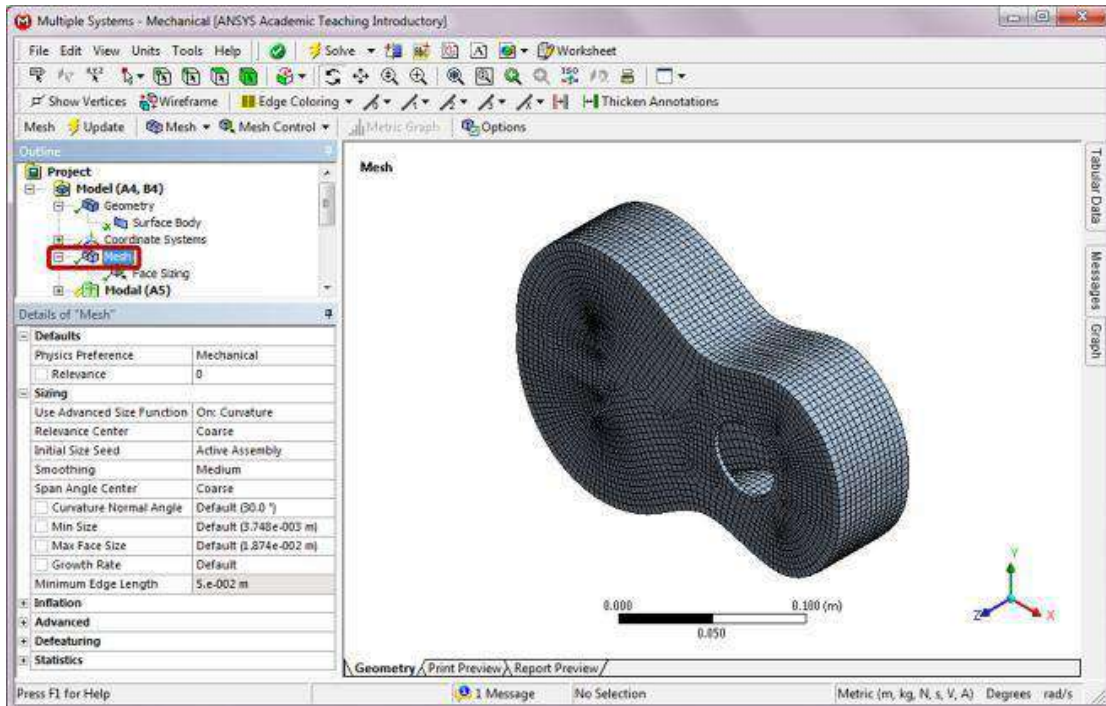 Multiple Systems - Mechanical [ANSYS Academic Teaching Introductory]
File Edit View Units Tools Help Solve Worksheet
Show Vertices Wireframe Edge Coloring Thicken Annotations
Mesh Update Mesh Mesh Control Metric Graph Options
Outline
Project
Model (A4, B4)
Geometry
Surface Body
Coordinate Systems
Mesh
Face Sizing
Modal (A5)
Details of "Mesh"
Defaults
Physics Preference Mechanical
Relevance 0
Sizing
Use Advanced Size Function On: Curvature
Relevance Center Coarse
Initial Size Seed Active Assembly
Smoothing Medium
Span Angle Center Coarse
Curvature Normal Angle Default (30.0 °)
Min Size Default (3.748e-003 m)
Max Face Size Default (1.874e-002 m)
Growth Rate Default
Minimum Edge Length 5.e-002 m
Inflation
Advanced
Defeaturing
Statistics
Mesh
0.000 0.100 (m)
0.050
Y
Z X
Geometry Print Preview Report Preview
Tabular Data
Messages
Graph
Press F1 for Help 1 Message No Selection Metric (m, kg, N, s, V, A) Degrees rad/s